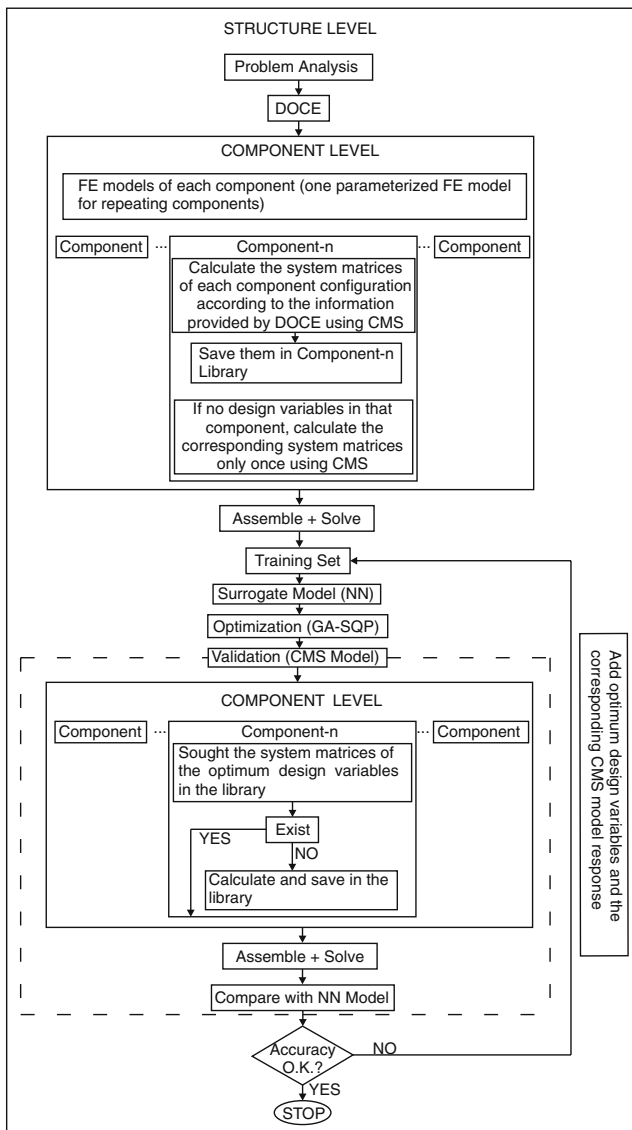 STRUCTURE LEVEL
Problem Analysis
DOCE
COMPONENT LEVEL
FE models of each component (one parameterized FE model
for repeating components)
Component ... Component-n ... Component
Calculate the system matrices
of each component configuration
according to the information
provided by DOCE using CMS
Save them in Component-n
Library
If no design variables in that
component, calculate the
corresponding system matrices
only once using CMS
Assemble + Solve
Training Set
Surrogate Model (NN)
Optimization (GA-SQP)
Validation (CMS Model)
COMPONENT LEVEL
Component ... Component-n ... Component
Sought the system matrices of
the optimum design variables
in the library
Exist
YES
NO
Calculate and save in the
library
Assemble + Solve
Compare with NN Model
Accuracy
O.K.?
NO
YES
STOP
Add optimum design variables and the
corresponding CMS model response